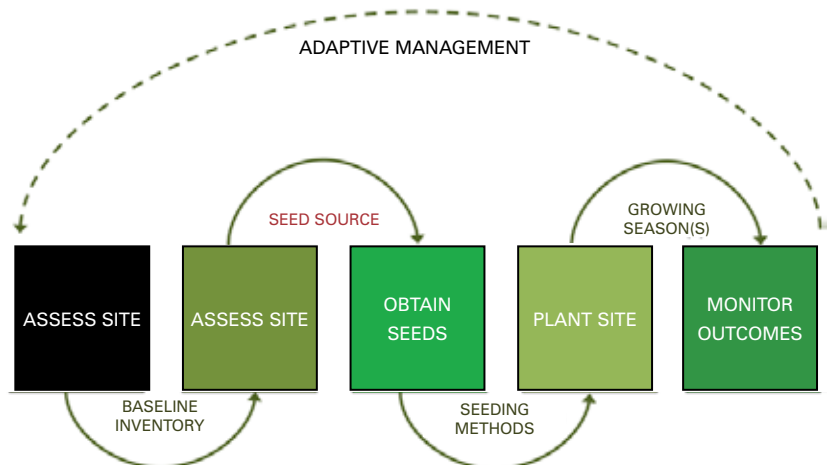 ADAPTIVE MANAGEMENT
SEED SOURCE
GROWING
SEASON(S)
ASSESS SITE
ASSESS SITE
OBTAIN
SEEDS
PLANT SITE
MONITOR
OUTCOMES
BASELINE
INVENTORY
SEEDING
METHODS